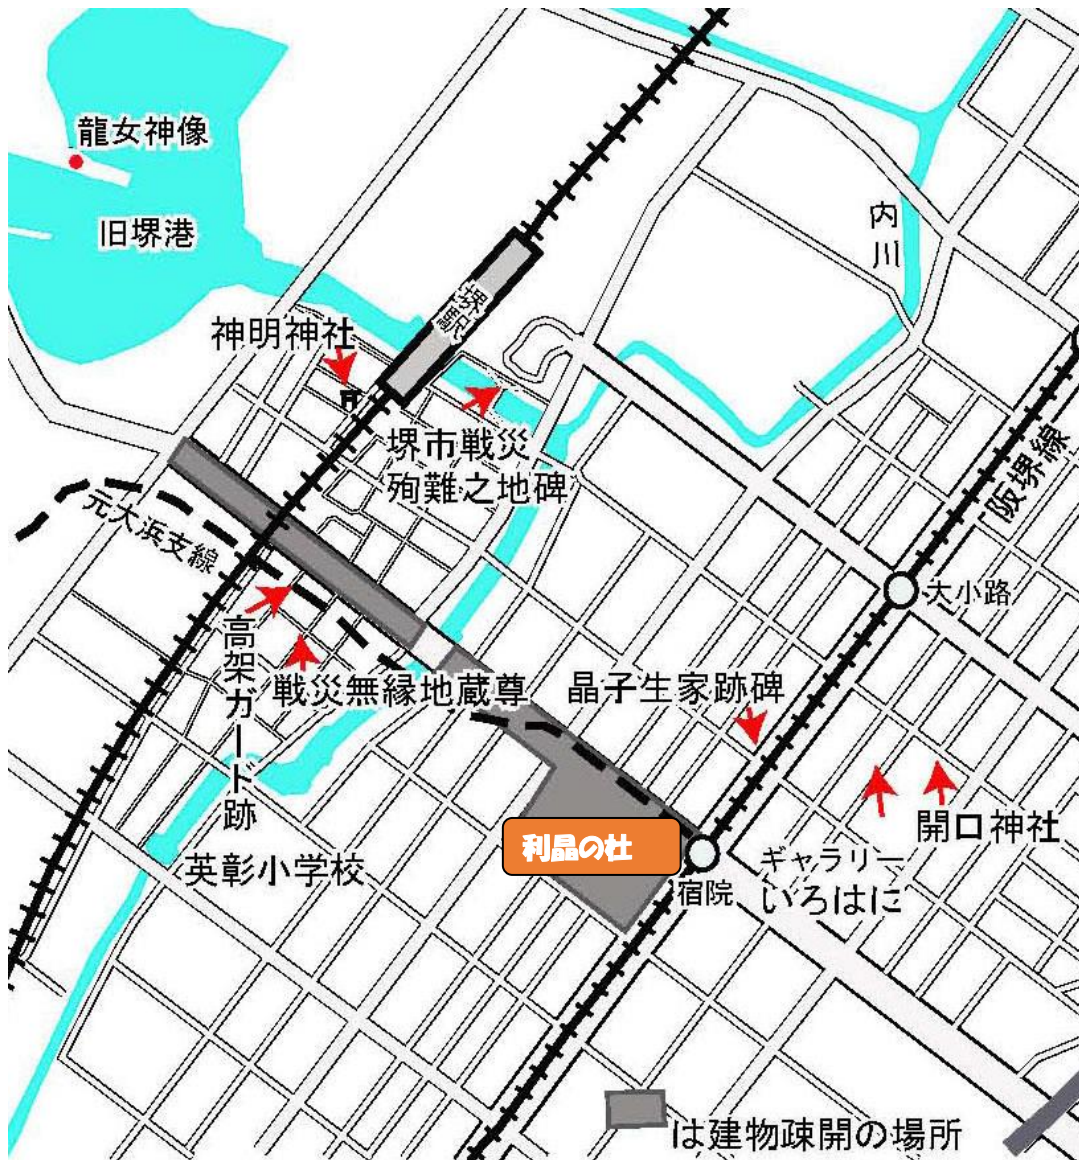 龍女神像
旧堺港
内川
堺駅
神明神社
堺市戦災
殉難之地碑
阪堺線
元大浜支線
大小路
高架ガード跡
戦災無縁地蔵尊
晶子生家跡碑
開口神社
利晶の杜
ギャラリー
いろはに
宿院
英彰小学校
は建物疎開の場所